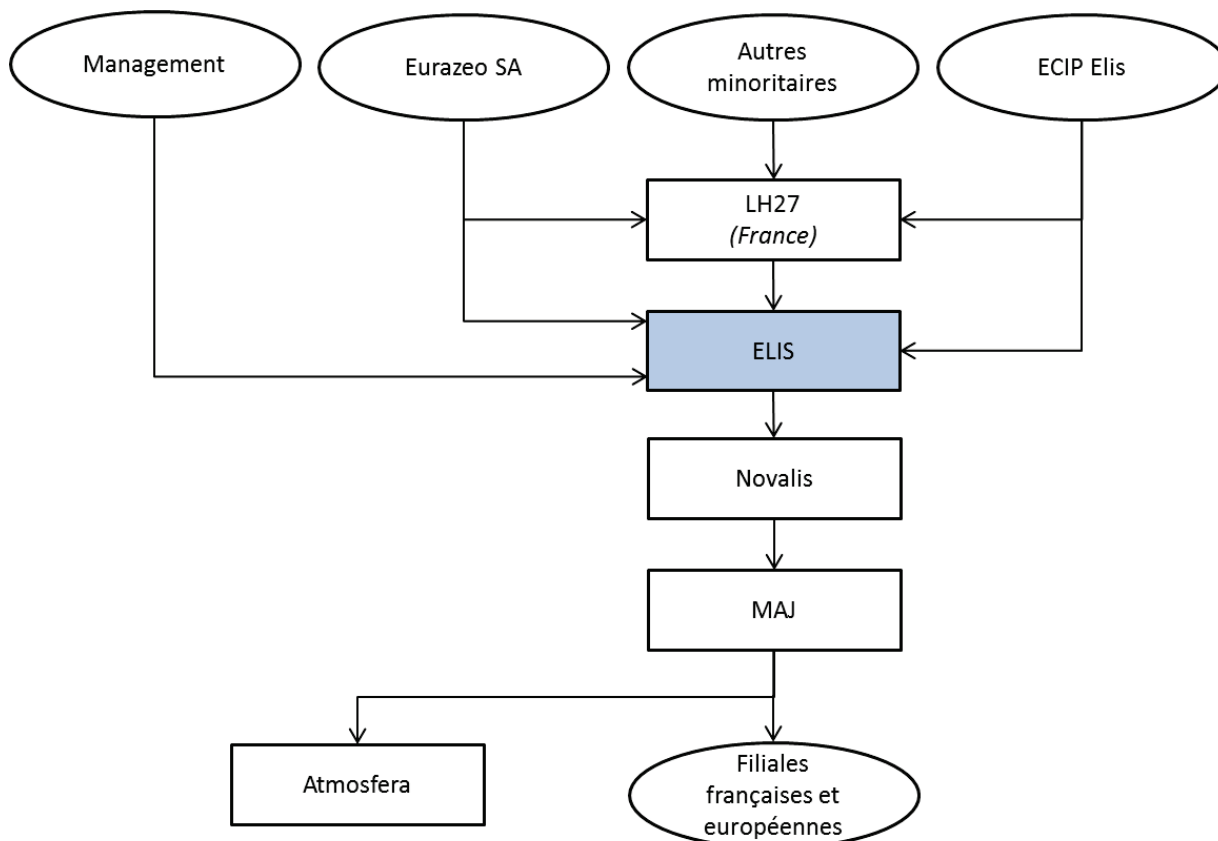 Management
Eurazeo SA
Autres
minoritaires
ECIP Elis
LH27
(France)
ELIS
Novalis
MAJ
Atmosfera
Filiales
françaises et
européennes